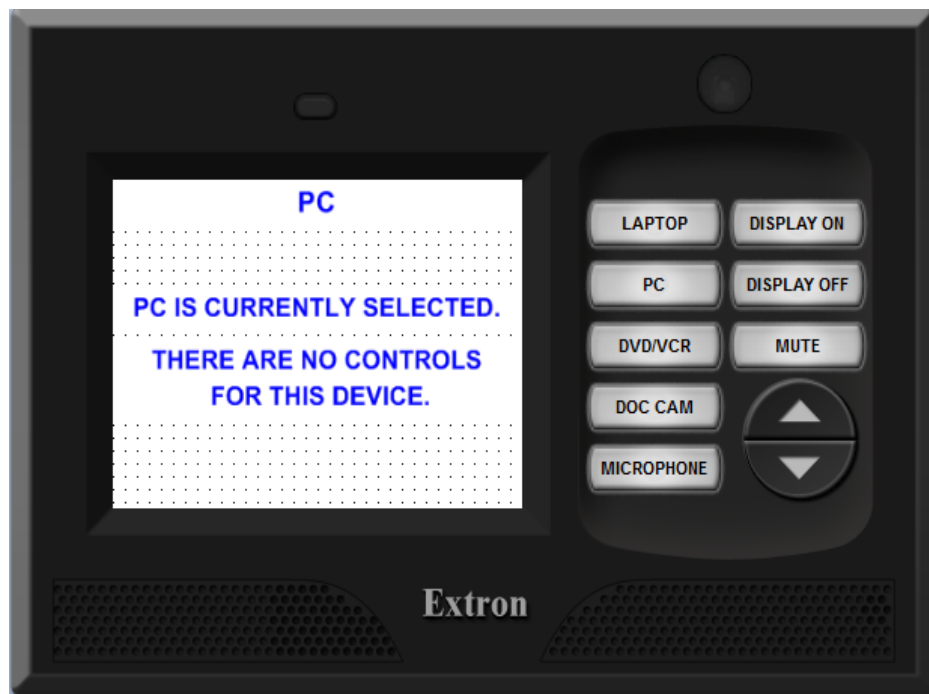 PC
PC IS CURRENTLY SELECTED.
THERE ARE NO CONTROLS
FOR THIS DEVICE.
LAPTOP
DISPLAY ON
PC
DISPLAY OFF
DVD/VCR
MUTE
DOC CAM
MICROPHONE
Extron